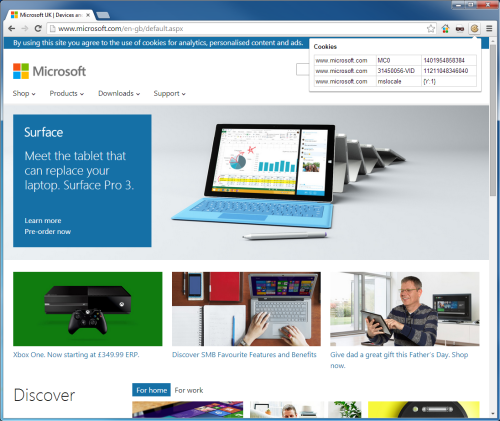 Microsoft UK | Devices an
www.microsoft.com/en-gb/default.aspx
By using this site you agree to the use of cookies for analytics, personalised content and ads.
Cookies
www.microsoft.com MC0 1401954858384
www.microsoft.com 31450056-VID 11211048346040
www.microsoft.com mslocale {'r': 1}
Microsoft
Shop Products Downloads Support
Surface
Meet the tablet that
can replace your
laptop. Surface Pro 3.
Learn more
Pre-order now
Xbox One. Now starting at £349.99 ERP.
Discover SMB Favourite Features and Benefits
Give dad a great gift this Father's Day. Shop
now.
Discover
For home For work